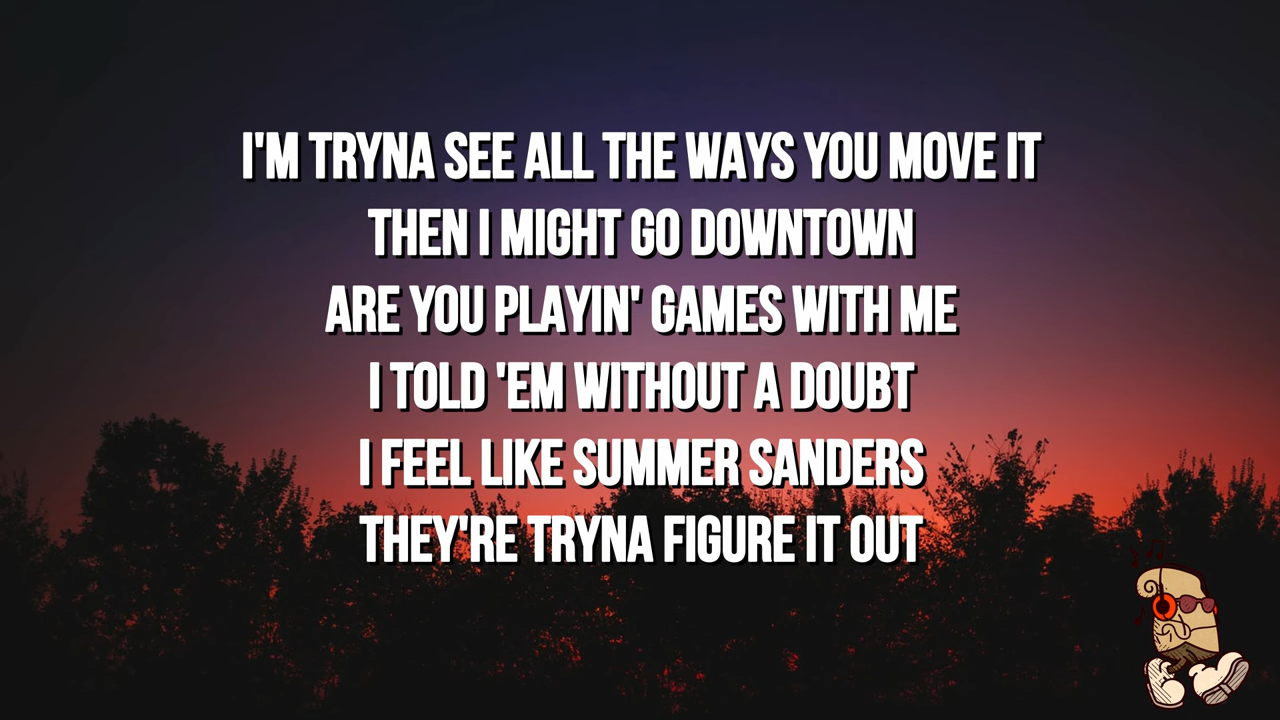 I'M TRYNA SEE ALL THE WAYS YOU MOVE IT
THEN I MIGHT GO DOWNTOWN
ARE YOU PLAYIN' GAMES WITH ME
I TOLD 'EM WITHOUT A DOUBT
I FEEL LIKE SUMMER SANDERS
THEY'RE TRYNA FIGURE IT OUT